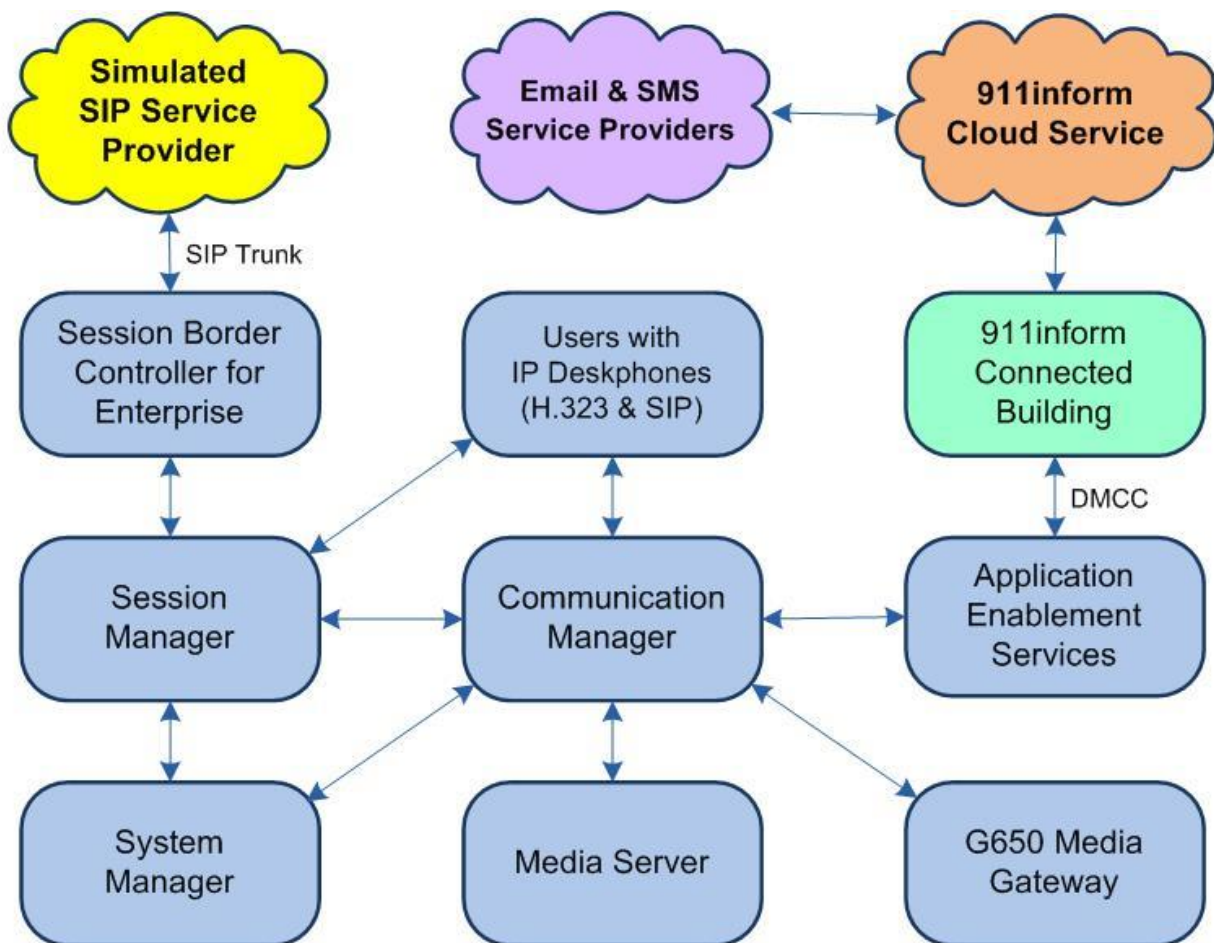 Simulated
SIP Service
Provider
Email & SMS
Service Providers
911inform
Cloud Service
SIP Trunk
Session Border
Controller for
Enterprise
Users with
IP Deskphones
(H.323 & SIP)
911inform
Connected
Building
DMCC
Session
Manager
Communication
Manager
Application
Enablement
Services
System
Manager
Media Server
G650 Media
Gateway